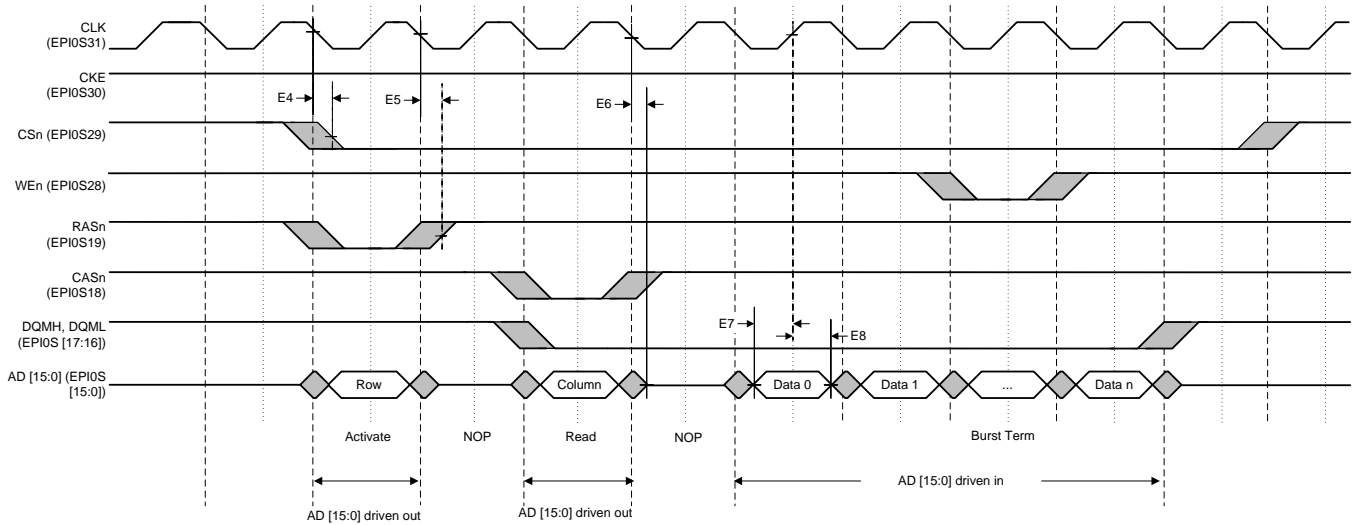 CLK
(EPI0S31)
CKE
(EPI0S30)
E4
E5
E6
CSn (EPI0S29)
WEn (EPI0S28)
RASn
(EPI0S19)
CASn
(EPI0S18)
DQMH, DQML
(EPI0S [17:16])
E7
E8
AD [15:0] (EPI0S
[15:0])
Row
Column
Data 0
Data 1
...
Data n
Activate
NOP
Read
NOP
Burst Term
AD [15:0] driven in
AD [15:0] driven out
AD [15:0] driven out